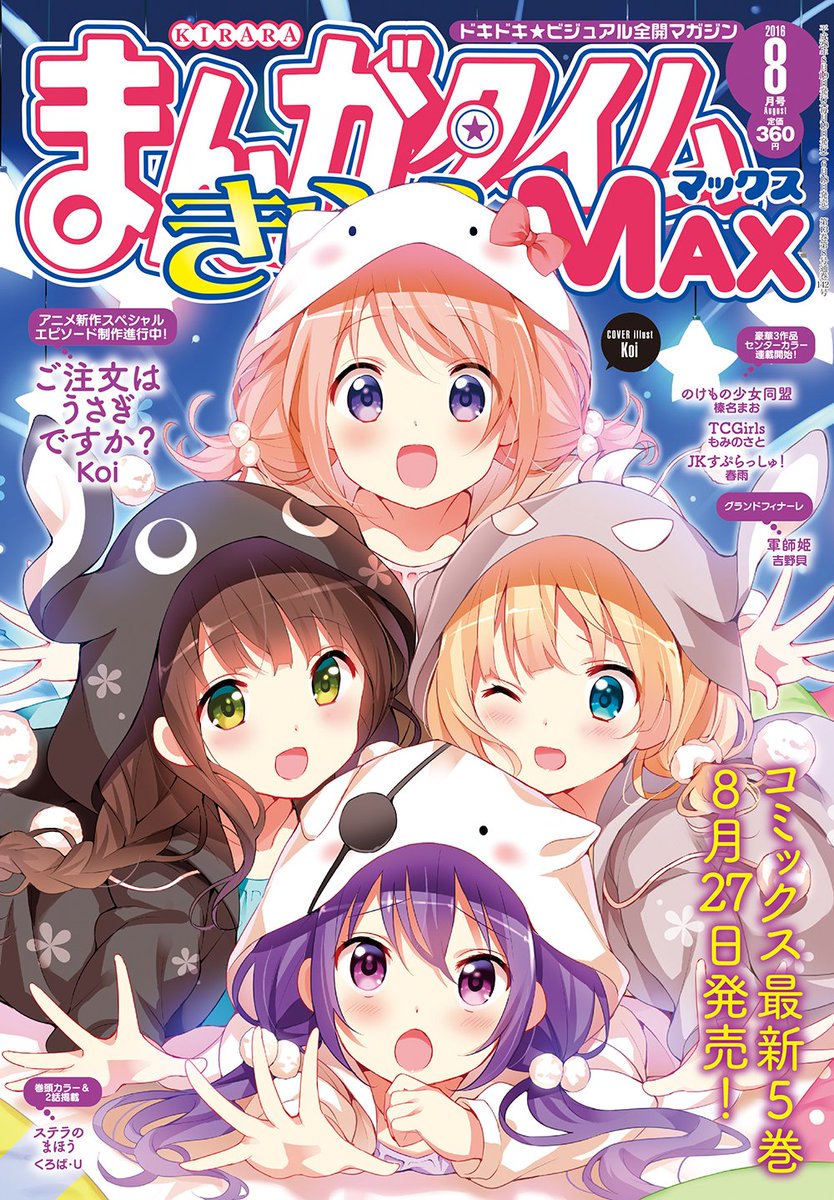 KIRARA
ドキドキ★ビジュアル全開マガジン
まんがタイム
きらら
MAX
マックス
2016
8
月号
August
定価
360
円
アニメ新作スペシャル
エピソード制作進行中!
ご注文は
うさぎ
ですか?
Koi
COVER illust
Koi
豪華3作品
センターカラー
連載開始!
のけもの少女同盟
榛名まお
TCGirls
もみのさと
JKすぷらっしゅ!
春雨
グランドフィナーレ
軍師姫
吉野貝
コミックス最新5巻
8月27日発売!
巻頭カラー&
2話掲載
ステラの
まほう
くろば・U